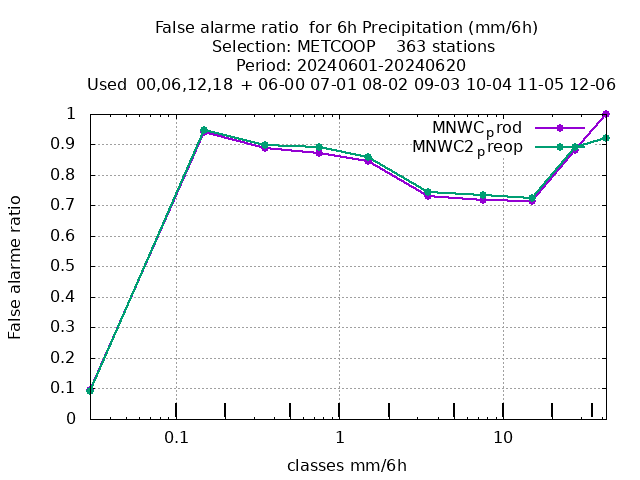 False alarme ratio  for 6h Precipitation (mm/6h)
Selection: METCOOP    363 stations
Period: 20240601-20240620
Used  00,06,12,18  + 06-00 07-01  08-02  09-03  10-04  11-05  12-06
MNWCprod
MNWC2preop
1
0.9
0.8
0.7
0.6
0.5
0.4
0.3
0.2
0.1
0
False alarme ratio
0.1 1 10
classes mm/6h